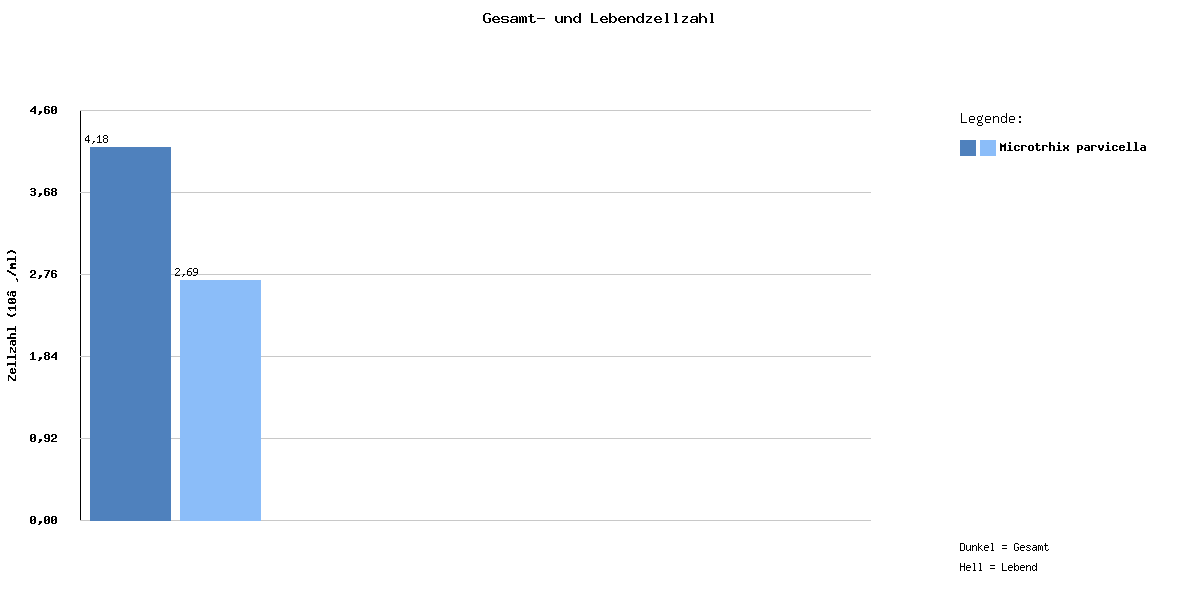 Gesamt- und Lebendzellzahl
4,60
3,68
2,76
1,84
0,92
0,00
Zellzahl (10â ,/ml)
4,18
2,69
Legende:
Microtrhix parvicella
Dunkel = Gesamt
Hell = Lebend